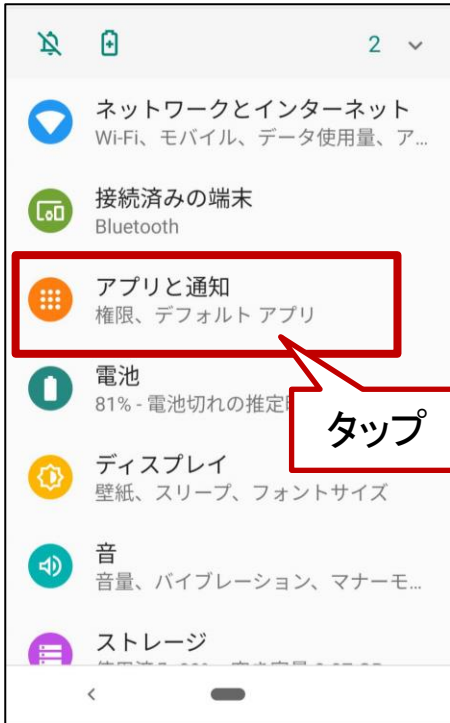 2
ネットワークとインターネット
Wi-Fi、モバイル、データ使用量、ア...
接続済みの端末
Bluetooth
アプリと通知
権限、デフォルト アプリ
電池
81% - 電池切れの推定
タップ
ディスプレイ
壁紙、スリープ、フォントサイズ
音
音量、バイブレーション、マナーモ...
ストレージ